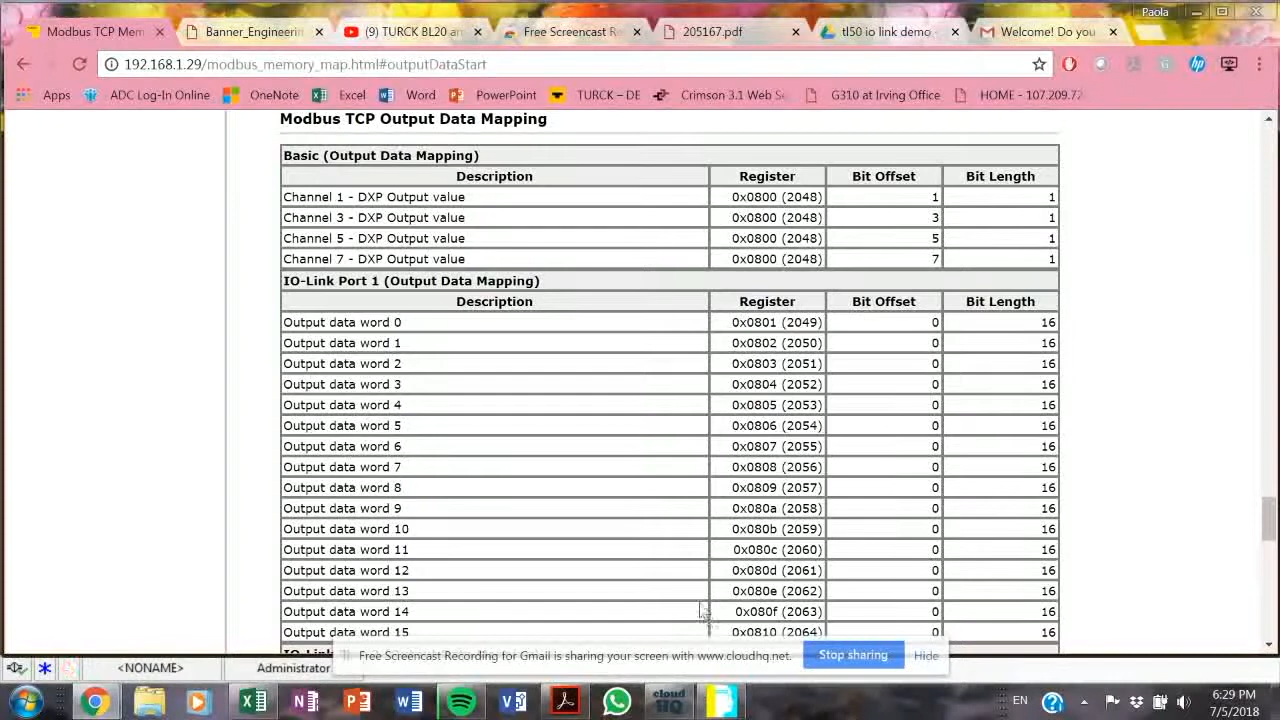 Paola
Modbus TCP Mem
Banner_Engineerin
(9) TURCK BL20 an
Free Screencast Rec
205167.pdf
tl50 io link demo -
Welcome! Do you
192.168.1.29/modbus_memory_map.html#outputDataStart
Apps ADC Log-In Online OneNote Excel Word PowerPoint TURCK – DE Crimson 3.1 Web Se G310 at Irving Office HOME - 107.209.72
Modbus TCP Output Data Mapping
Basic (Output Data Mapping)
Description Register Bit Offset Bit Length
Channel 1 - DXP Output value 0x0800 (2048) 1 1
Channel 3 - DXP Output value 0x0800 (2048) 3 1
Channel 5 - DXP Output value 0x0800 (2048) 5 1
Channel 7 - DXP Output value 0x0800 (2048) 7 1
IO-Link Port 1 (Output Data Mapping)
Description Register Bit Offset Bit Length
Output data word 0 0x0801 (2049) 0 16
Output data word 1 0x0802 (2050) 0 16
Output data word 2 0x0803 (2051) 0 16
Output data word 3 0x0804 (2052) 0 16
Output data word 4 0x0805 (2053) 0 16
Output data word 5 0x0806 (2054) 0 16
Output data word 6 0x0807 (2055) 0 16
Output data word 7 0x0808 (2056) 0 16
Output data word 8 0x0809 (2057) 0 16
Output data word 9 0x080a (2058) 0 16
Output data word 10 0x080b (2059) 0 16
Output data word 11 0x080c (2060) 0 16
Output data word 12 0x080d (2061) 0 16
Output data word 13 0x080e (2062) 0 16
Output data word 14 0x080f (2063) 0 16
Output data word 15 0x0810 (2064) 0 16
Free Screencast Recording for Gmail is sharing your screen with www.cloudhq.net. Stop sharing Hide
<NONAME> Administrator
cloud
HQ
EN
6:29 PM
7/5/2018